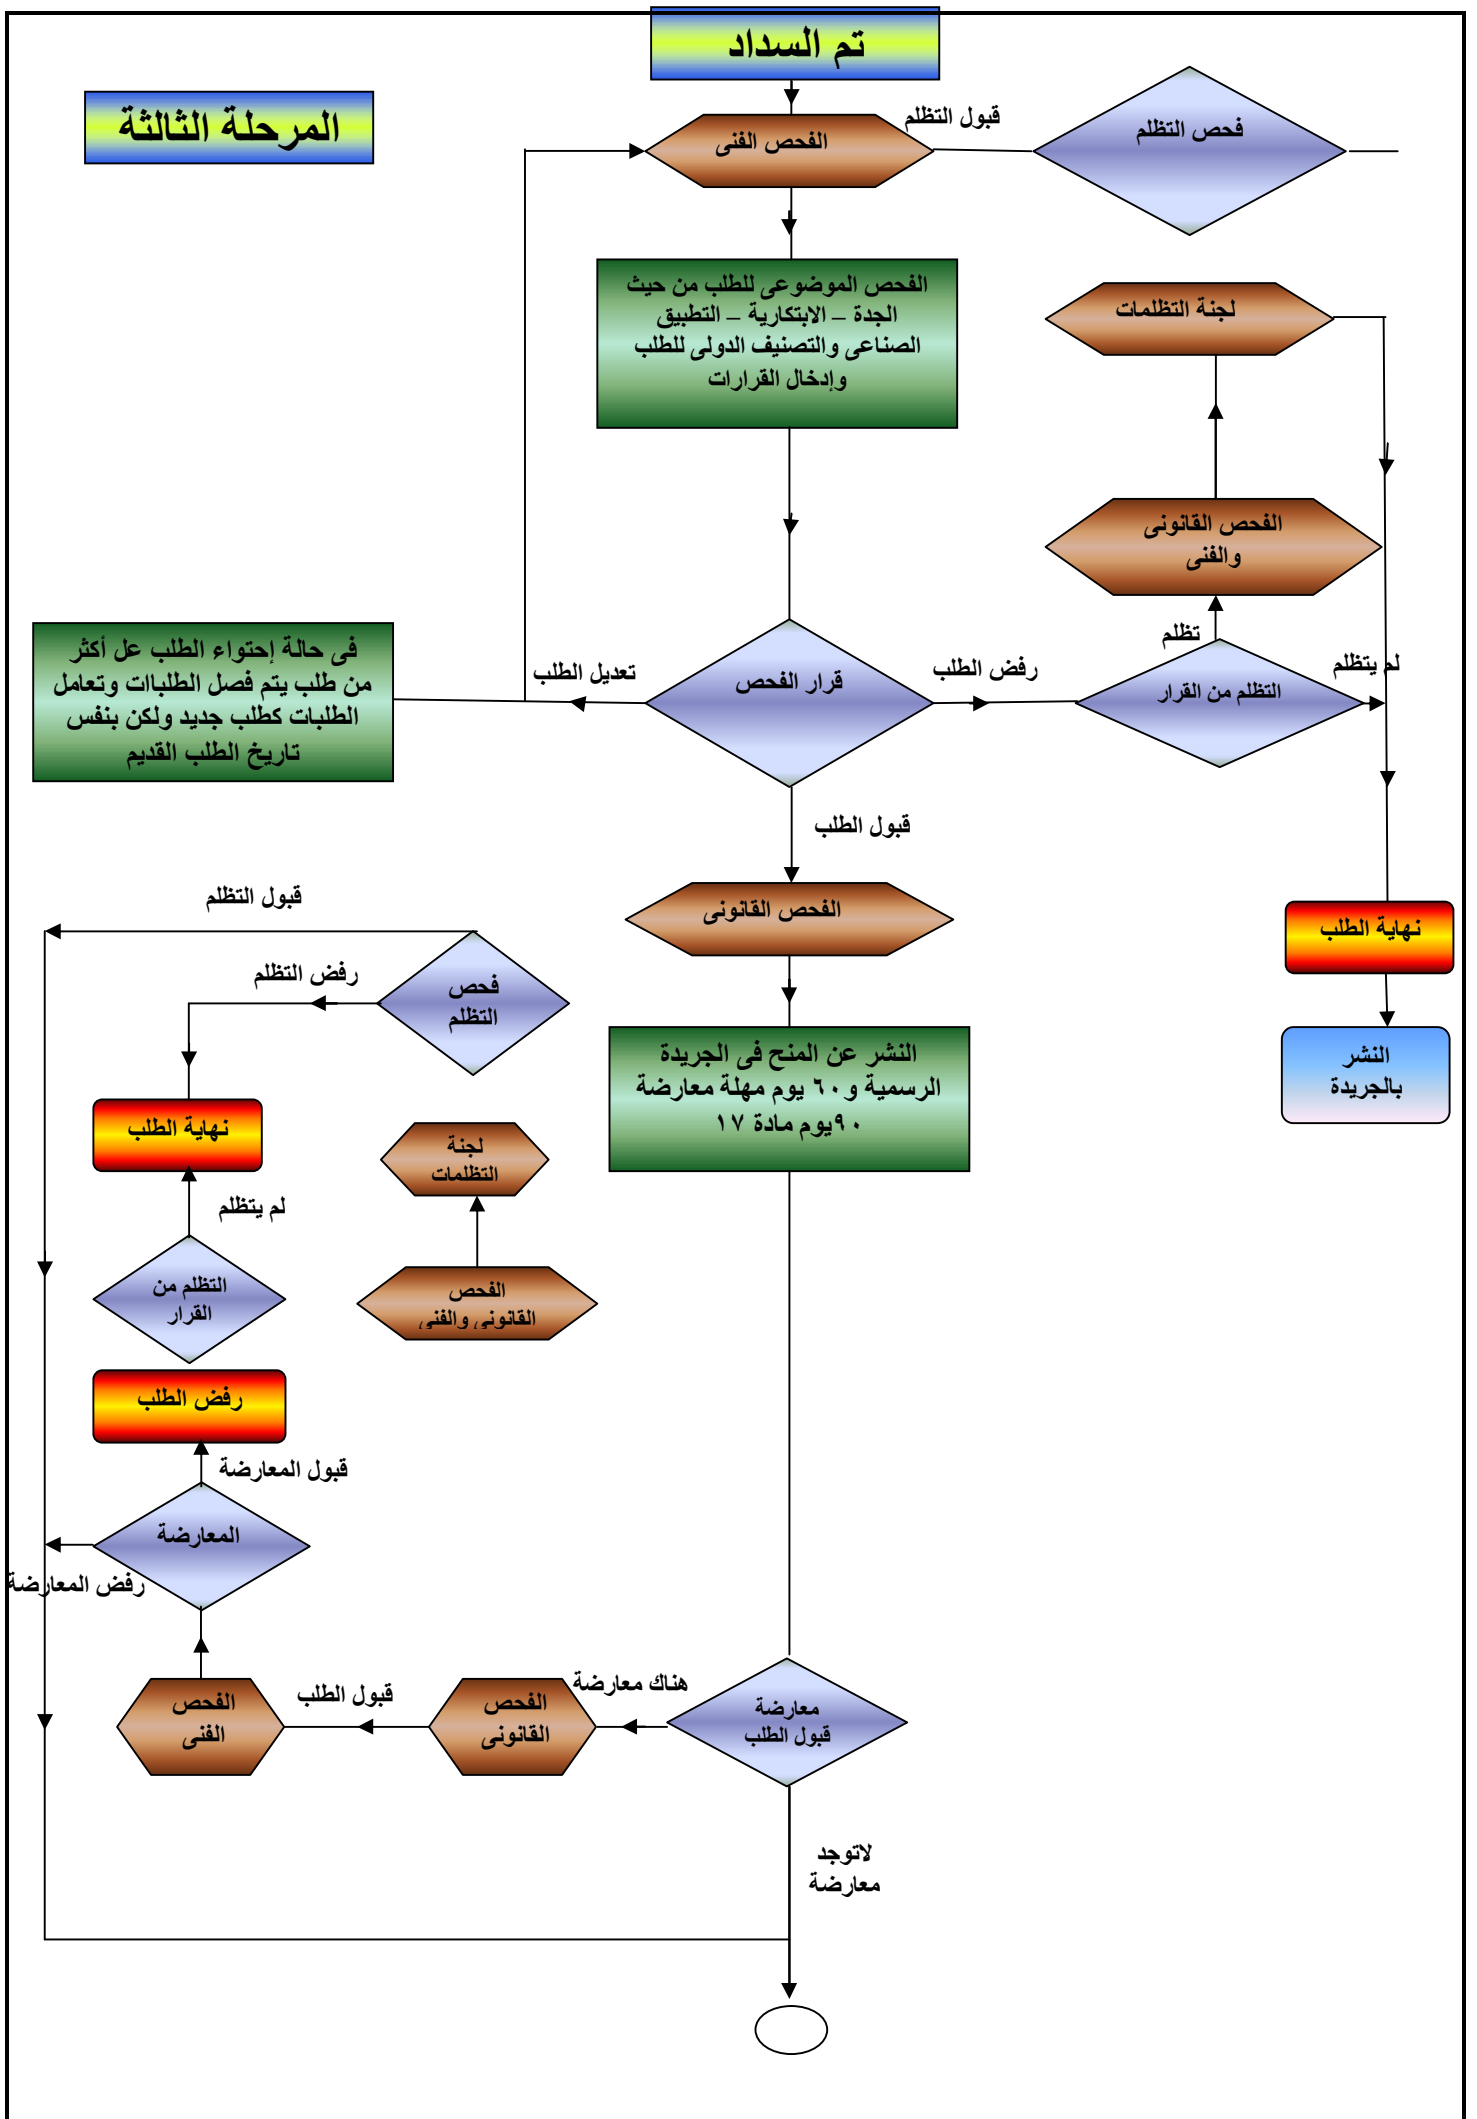 تم السداد
المرحلة الثالثة
قبول التظلم
فحص التظلم
الفحص الفنى
الفحص الموضوعى للطلب من حيث
الجدة – الابتكارية – التطبيق
الصناعى والتصنيف الدولى للطلب
وإدخال القرارات
لجنة التظلمات
الفحص القانونى
والفنى
تظلم
لم يتظلم
التظلم من القرار
رفض الطلب
قرار الفحص
تعديل الطلب
فى حالة إحتواء الطلب عل أكثر
من طلب يتم فصل الطلباات وتعامل
الطلبات كطلب جديد ولكن بنفس
تاريخ الطلب القديم
قبول الطلب
الفحص القانونى
نهاية الطلب
النشر
بالجريدة
قبول التظلم
رفض التظلم
فحص
التظلم
النشر عن المنح فى الجريدة
الرسمية و٦٠ يوم مهلة معارضة
٩٠يوم مادة ١٧
نهاية الطلب
لجنة
التظلمات
لم يتظلم
التظلم من
القرار
الفحص
القانونى والفنى
رفض الطلب
قبول المعارضة
المعارضة
رفض المعارضة
هناك معارضة
معارضة
قبول الطلب
الفحص
القانونى
قبول الطلب
الفحص
الفنى
لاتوجد
معارضة